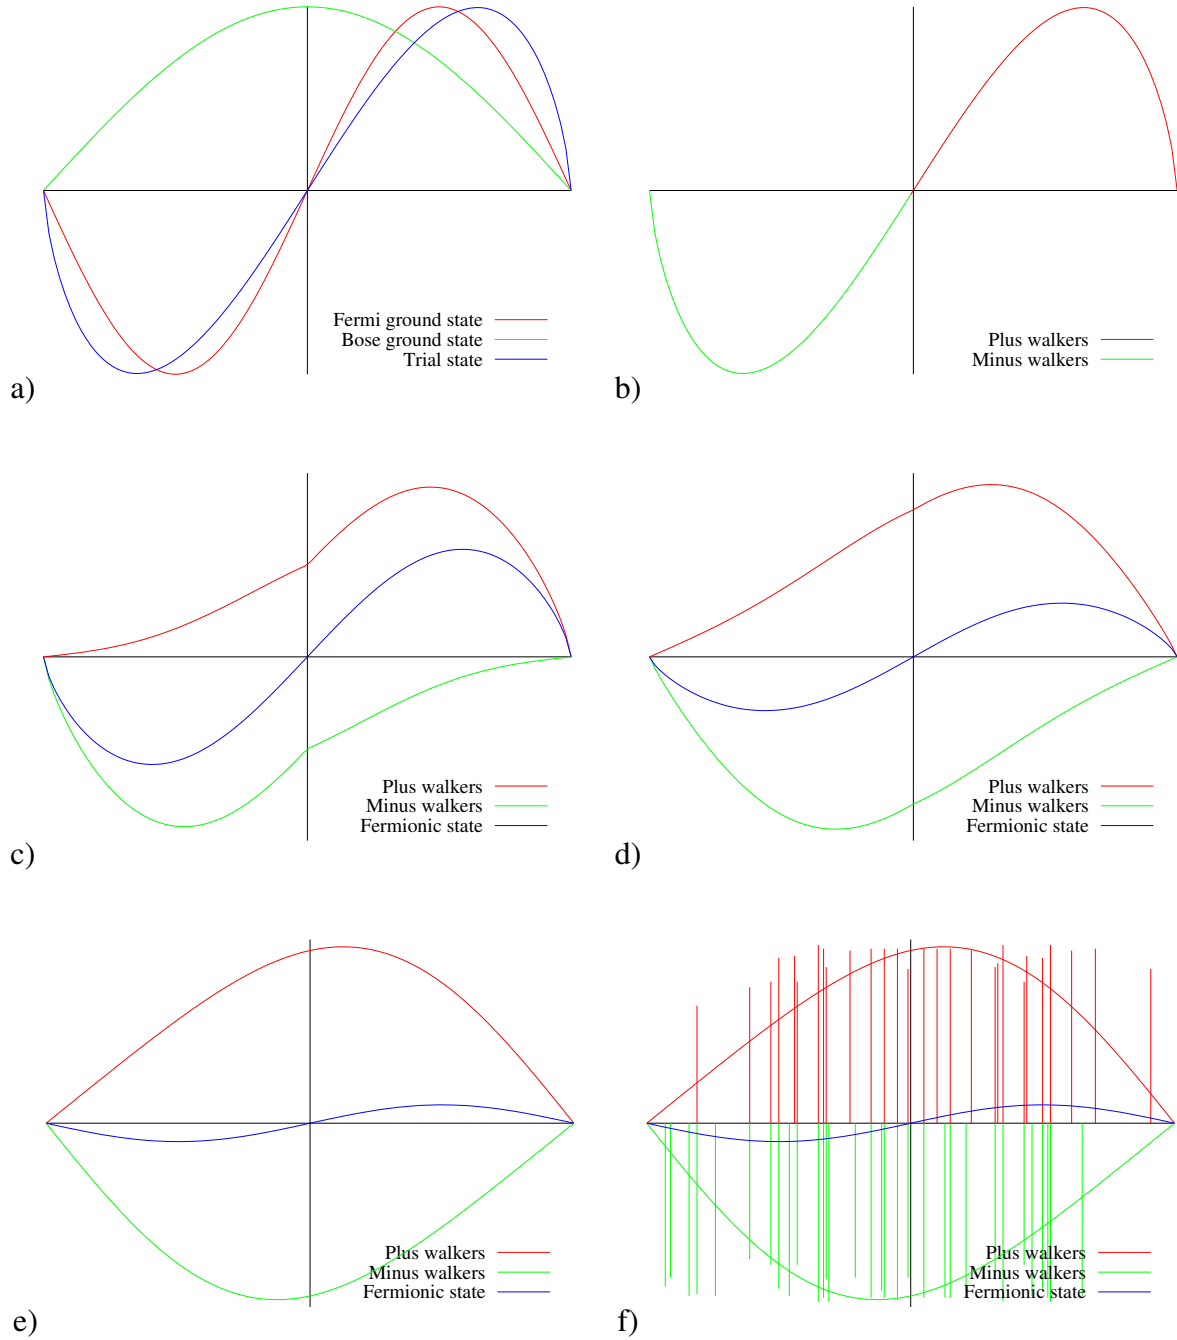 Fermi ground state
Bose ground state
Trial state
a)
Plus walkers
Minus walkers
b)
Plus walkers
Minus walkers
Fermionic state
c)
Plus walkers
Minus walkers
Fermionic state
d)
Plus walkers
Minus walkers
Fermionic state
e)
Plus walkers
Minus walkers
Fermionic state
f)